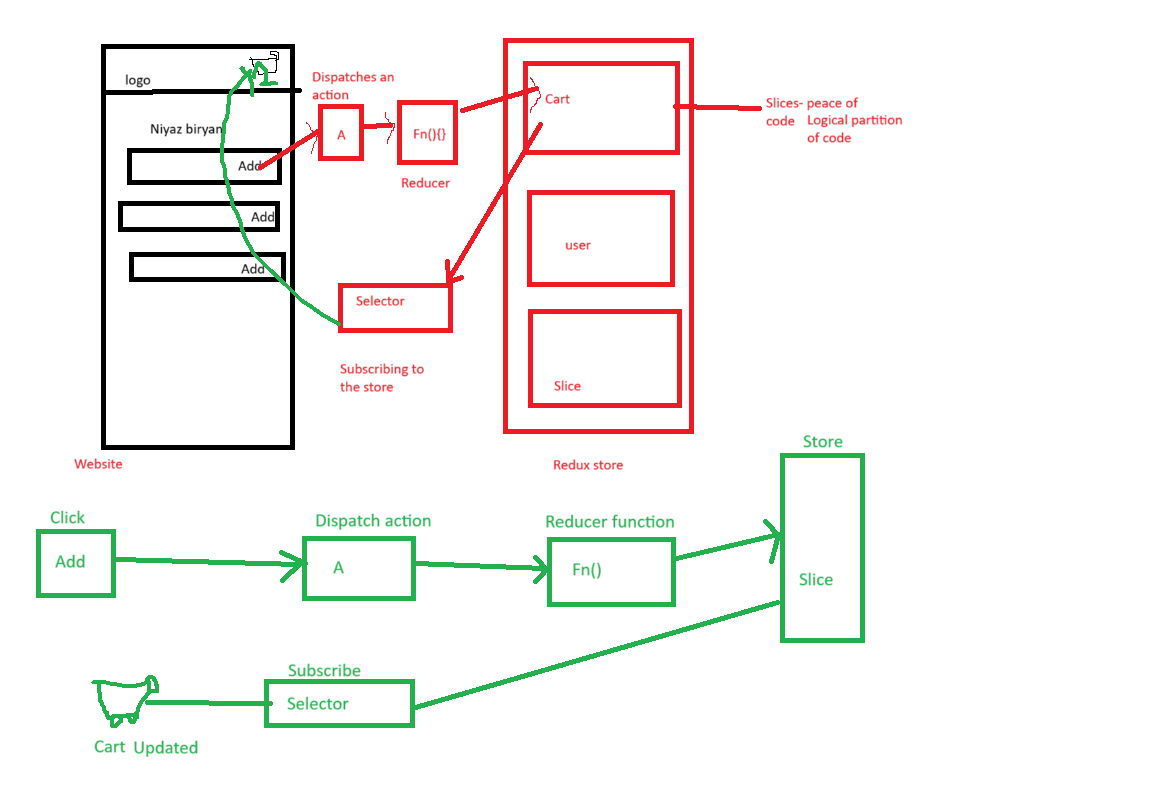 logo
1
Niyaz biryan
Add
Add
Add
Website
Dispatches an
action
A
Fn(){}
Reducer
Cart
user
Slice
Redux store
Slices- peace of
code Logical partition
of code
Selector
Subscribing to
the store
Click
Add
Dispatch action
A
Reducer function
Fn()
Store
Slice
Subscribe
Selector
Cart Updated